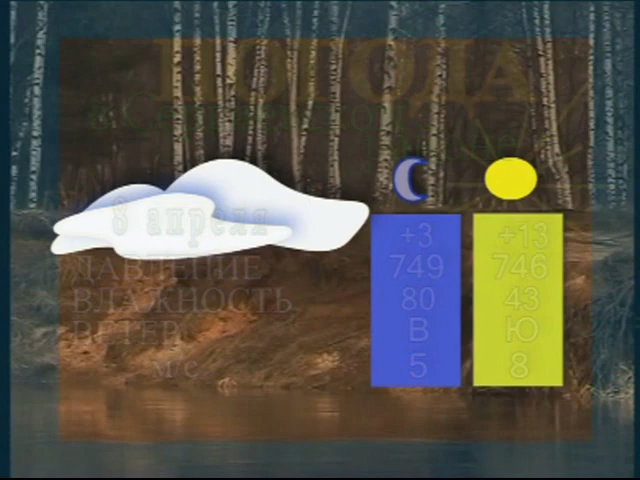 ПОГОДА
8 апреля
+3 +13
ДАВЛЕНИЕ 749 746
ВЛАЖНОСТЬ 80 43
ВЕТЕР В Ю
м/с 5 8